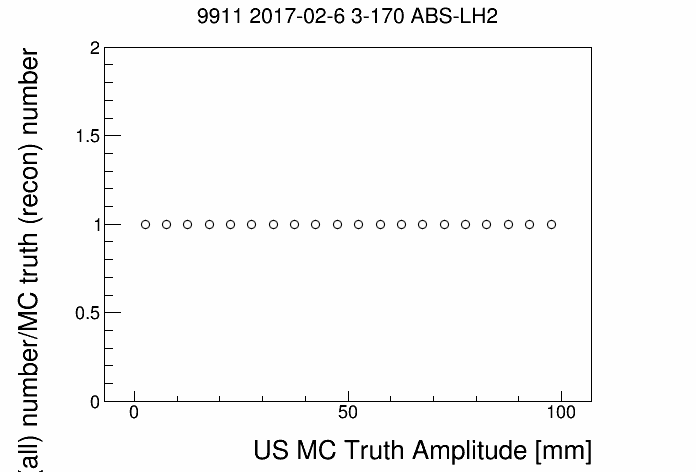 9911 2017-02-6 3-170 ABS-LH2
(all) number/MC truth (recon) number
2
1.5
1
0.5
0
0 50 100
US MC Truth Amplitude [mm]